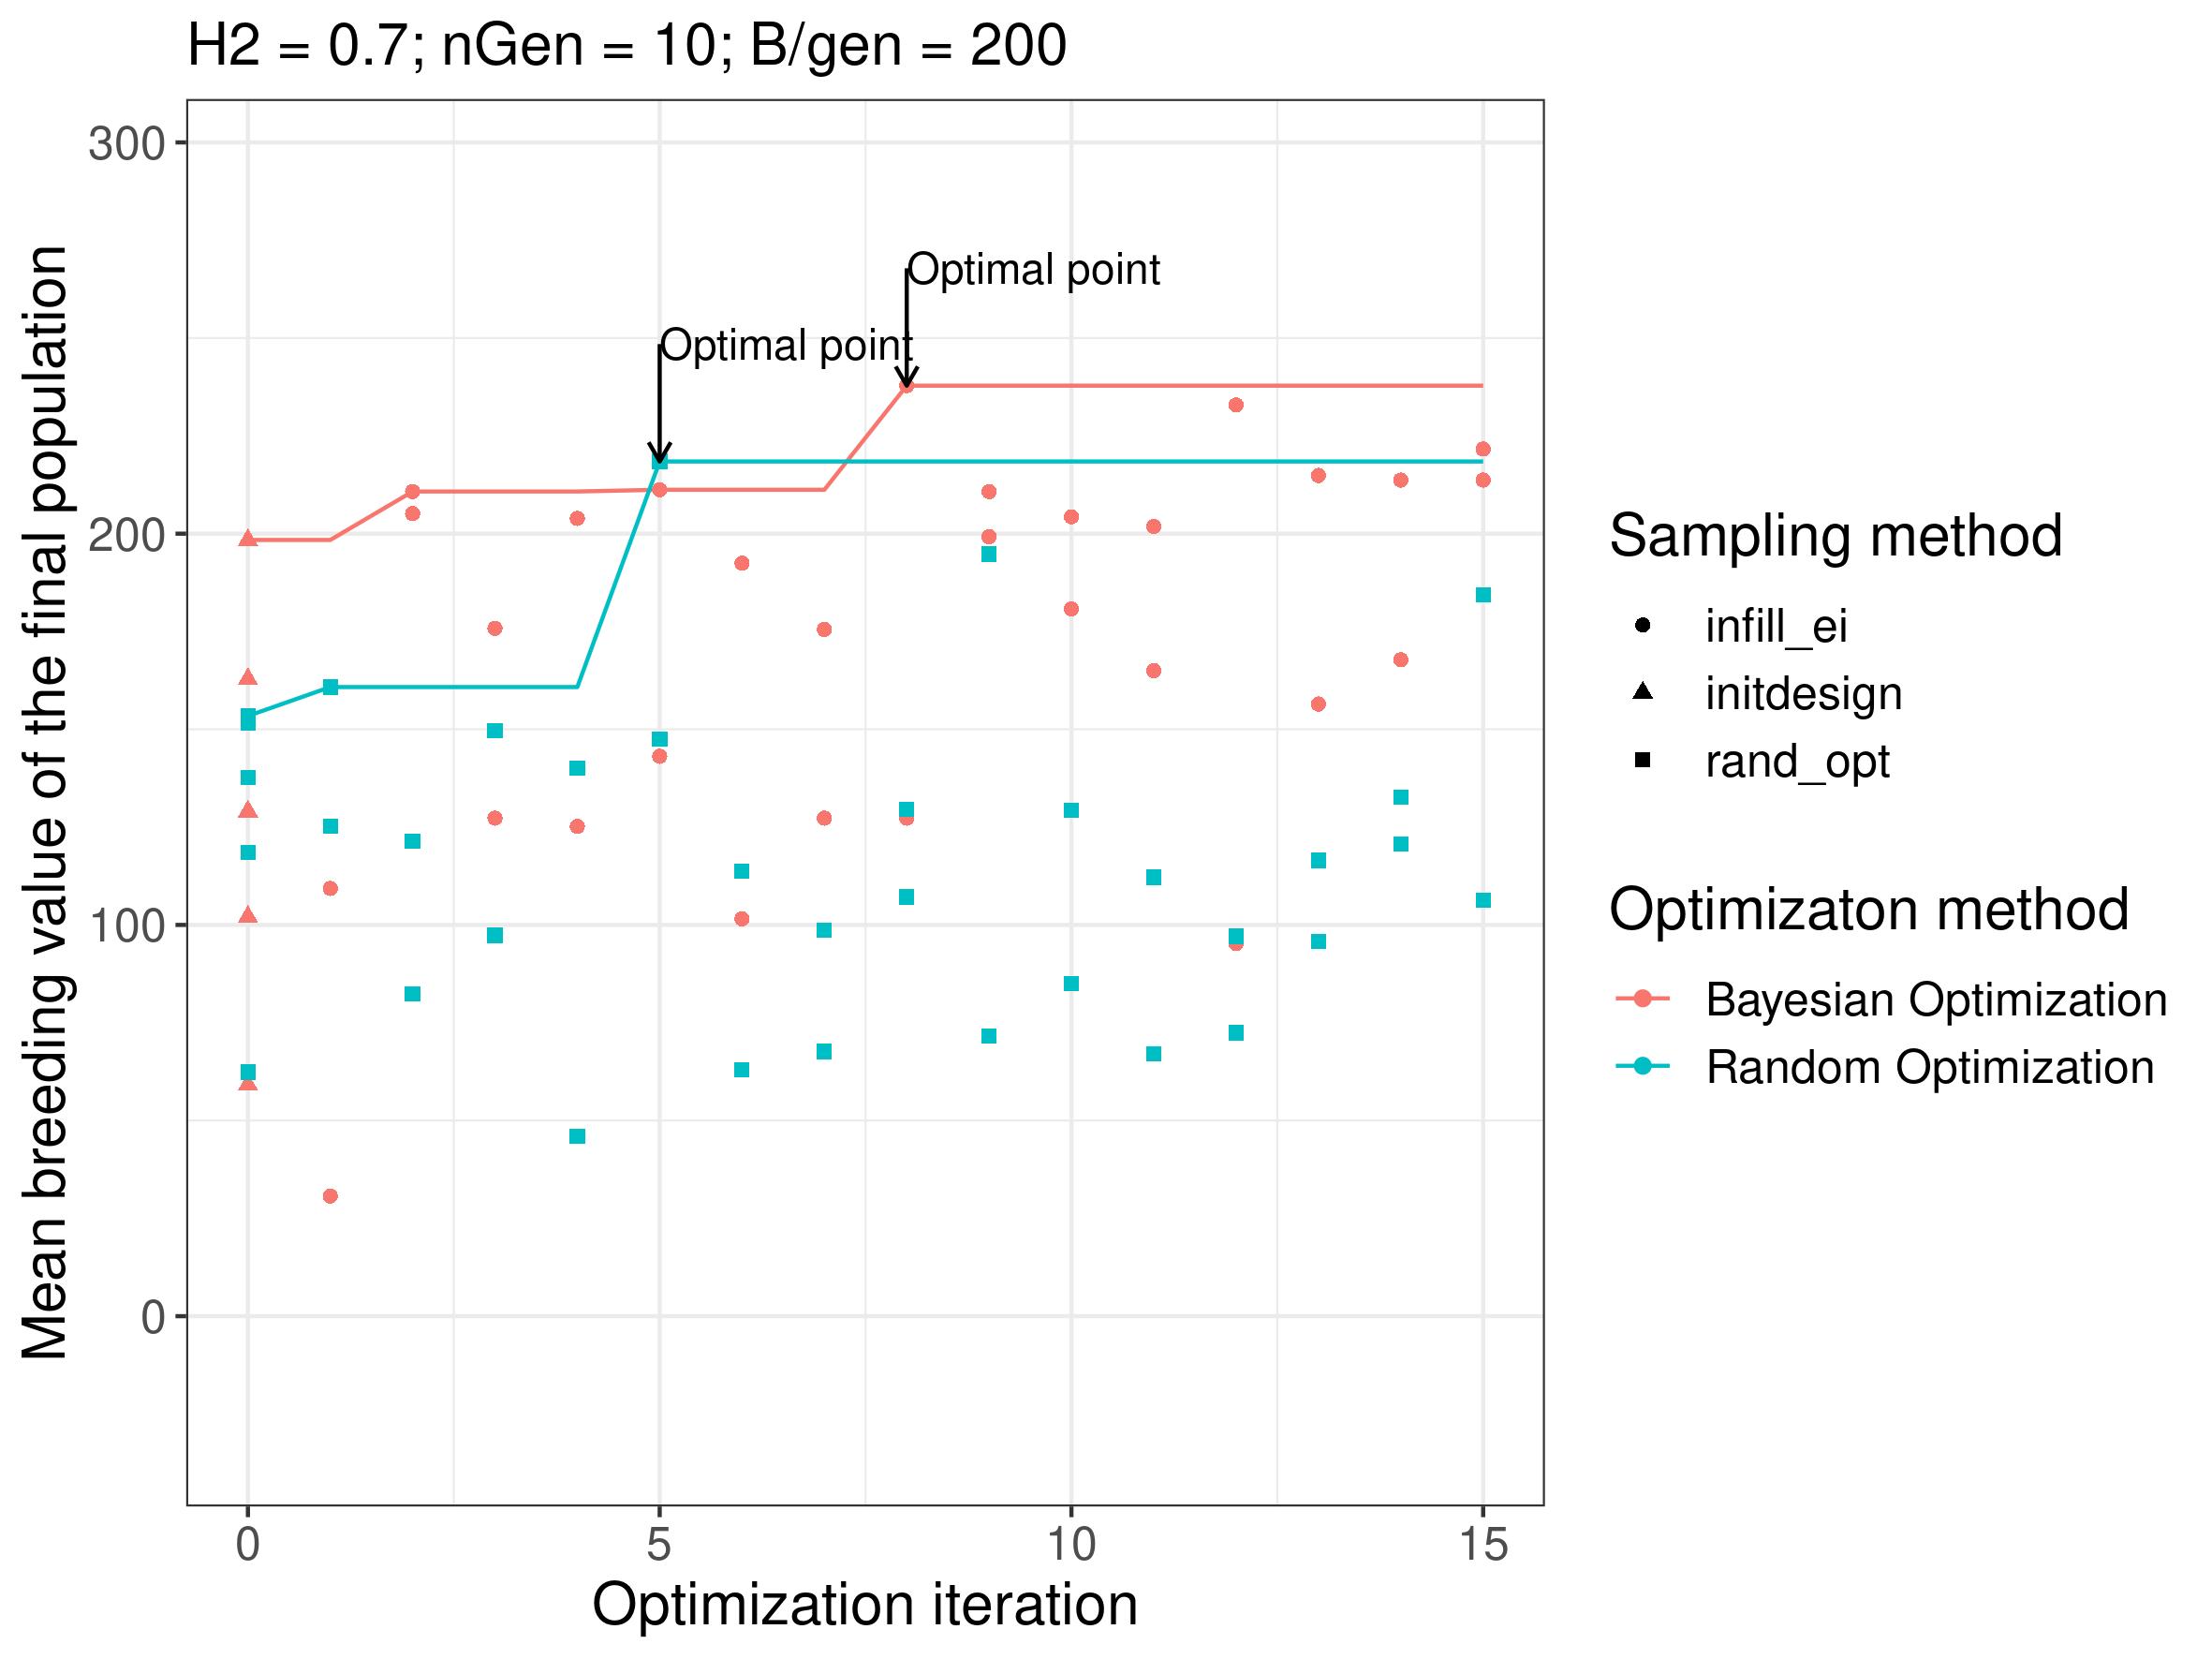 H2 = 0.7; nGen = 10; B/gen = 200
Mean breeding value of the final population
300
200
100
0
Optimal point
Optimal point
0
5
10
15
Optimization iteration
Sampling method
infill_ei
initdesign
rand_opt
Optimizaton method
Bayesian Optimization
Random Optimization